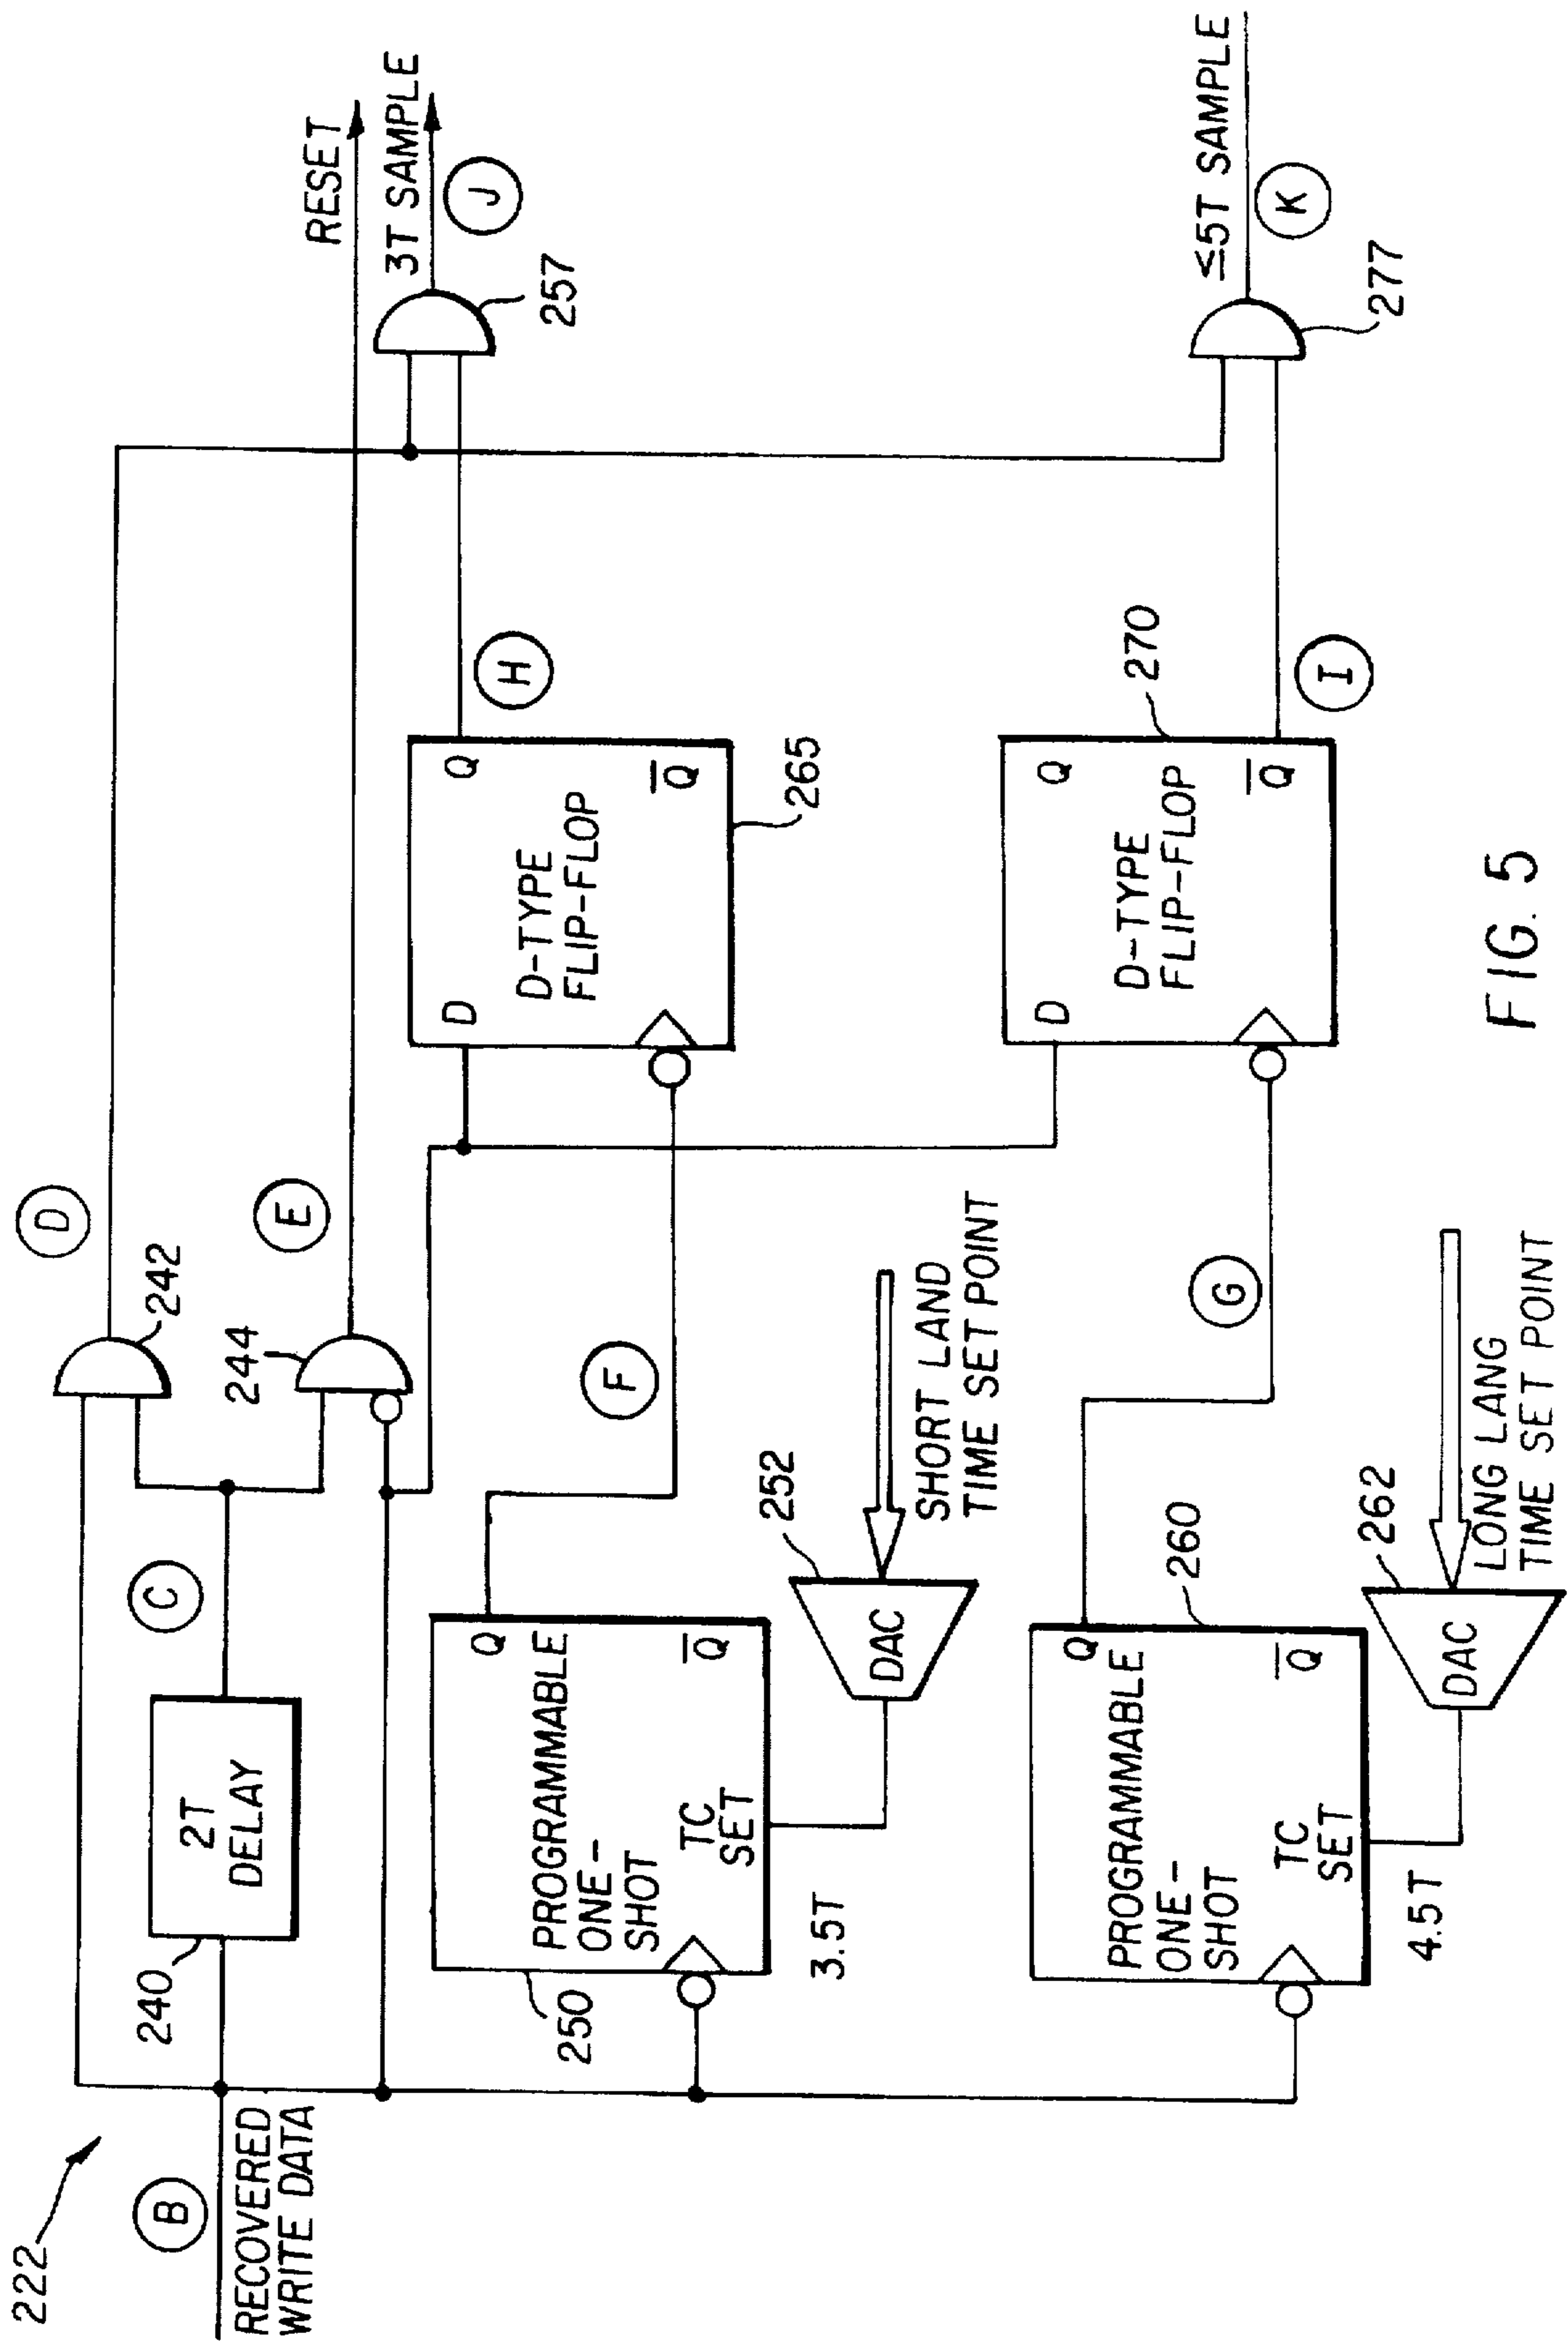 222
B
RECOVERED
WRITE DATA
240
2T
DELAY
C
D
242
244
E
RESET
250
PROGRAMMABLE
ONE-
SHOT
Q
Q
TC
SET
3.5T
F
252
DAC
SHORT LAND
TIME SET POINT
D
Q
D-TYPE
FLIP-FLOP
Q
265
H
257
3T SAMPLE
J
PROGRAMMABLE
ONE-
SHOT
Q
Q
TC
SET
4.5T
260
G
262
DAC
LONG LANG
TIME SET POINT
D
Q
D-TYPE
FLIP-FLOP
Q
270
I
277
≤5T SAMPLE
K
FIG. 5